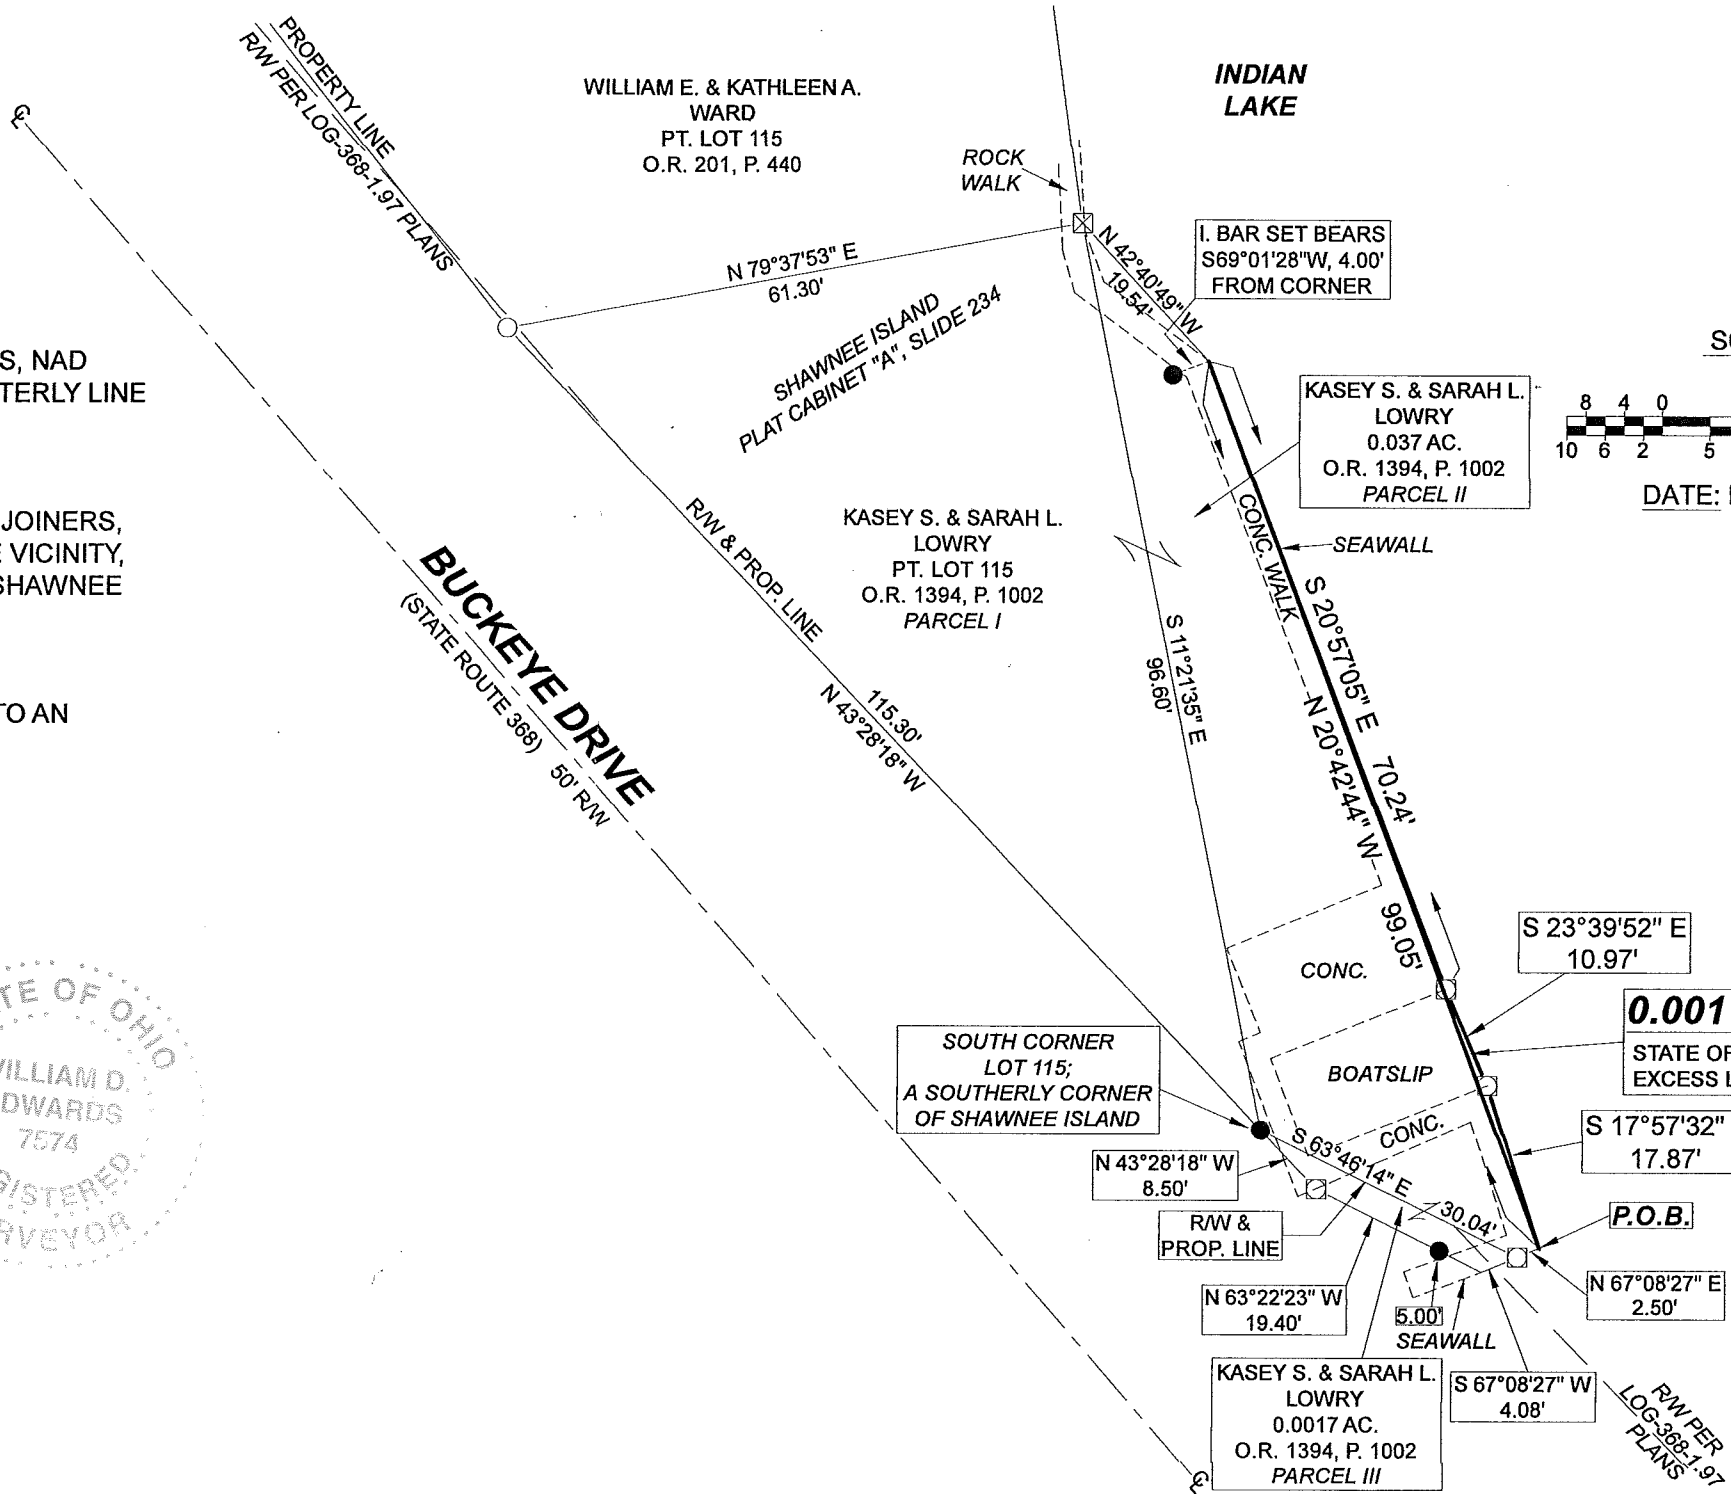 ℄
PROPERTY LINE
R/W PER LOG-368-1.97 PLANS
WILLIAM E. & KATHLEEN A.
WARD
PT. LOT 115
O.R. 201, P. 440
INDIAN
LAKE
ROCK
WALK
N 79°37'53" E
61.30'
N 42°40'49" W
19.54'
I. BAR SET BEARS
S69°01'28"W, 4.00'
FROM CORNER
SHAWNEE ISLAND
PLAT CABINET "A", SLIDE 234
S, NAD
TERLY LINE
8 4 0
10 6 2 5
DATE:
KASEY S. & SARAH L.
LOWRY
0.037 AC.
O.R. 1394, P. 1002
PARCEL II
JOINERS,
E VICINITY,
SHAWNEE
KASEY S. & SARAH L.
LOWRY
PT. LOT 115
O.R. 1394, P. 1002
PARCEL I
CONC. WALK
SEAWALL
R/W & PROP. LINE
BUCKEYE DRIVE
(STATE ROUTE 368) 50' R/W
115.30'
N 43°28'18" W
S 11°21'35" E
96.60'
S 20°57'05" E 70.24'
N 20°42'44" W 99.05'
TO AN
S 23°39'52" E
10.97'
CONC.
0.001
STATE OF
EXCESS L
SOUTH CORNER
LOT 115;
A SOUTHERLY CORNER
OF SHAWNEE ISLAND
BOATSLIP
CONC.
S 17°57'32"
17.87'
TE OF OHIO
ILLIAM D.
DWARDS
7574
GISTERED
RVEYOR
N 43°28'18" W
8.50'
S 63°46'14" E
30.04'
R/W &
PROP. LINE
P.O.B.
N 67°08'27" E
2.50'
N 63°22'23" W
19.40'
5.00'
SEAWALL
S 67°08'27" W
4.08'
KASEY S. & SARAH L.
LOWRY
0.0017 AC.
O.R. 1394, P. 1002
PARCEL III
R/W PER
LOG-368-1.97
PLANS
℄